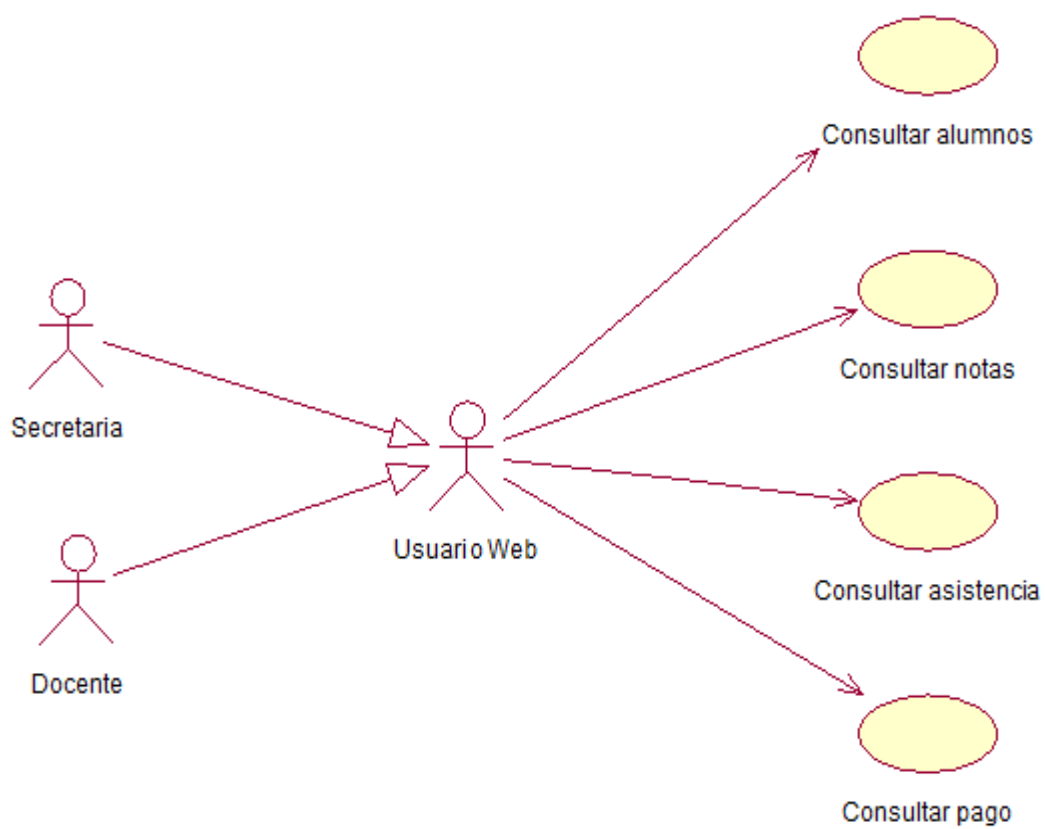 Consultar alumnos
Consultar notas
Secretaria
Usuario Web
Consultar asistencia
Docente
Consultar pago